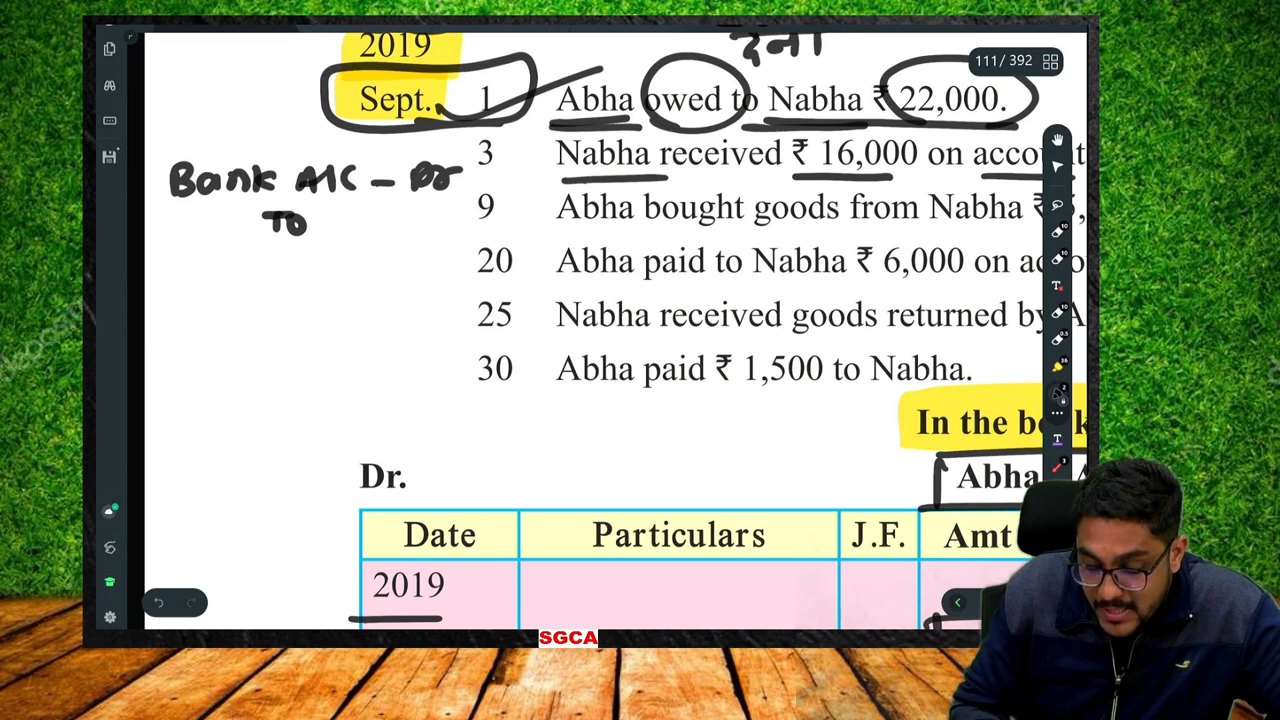 देना
2019
111/ 392
Sept. 1 Abha owed to Nabha ₹ 22,000.
3 Nabha received ₹ 16,000 on account
Bank A/C - Dr
To
9 Abha bought goods from Nabha ₹
20 Abha paid to Nabha ₹ 6,000 on
25 Nabha received goods returned by
30 Abha paid ₹ 1,500 to Nabha.
In the
Dr. Abha
Date Particulars J.F. Amt
2019
SGCA